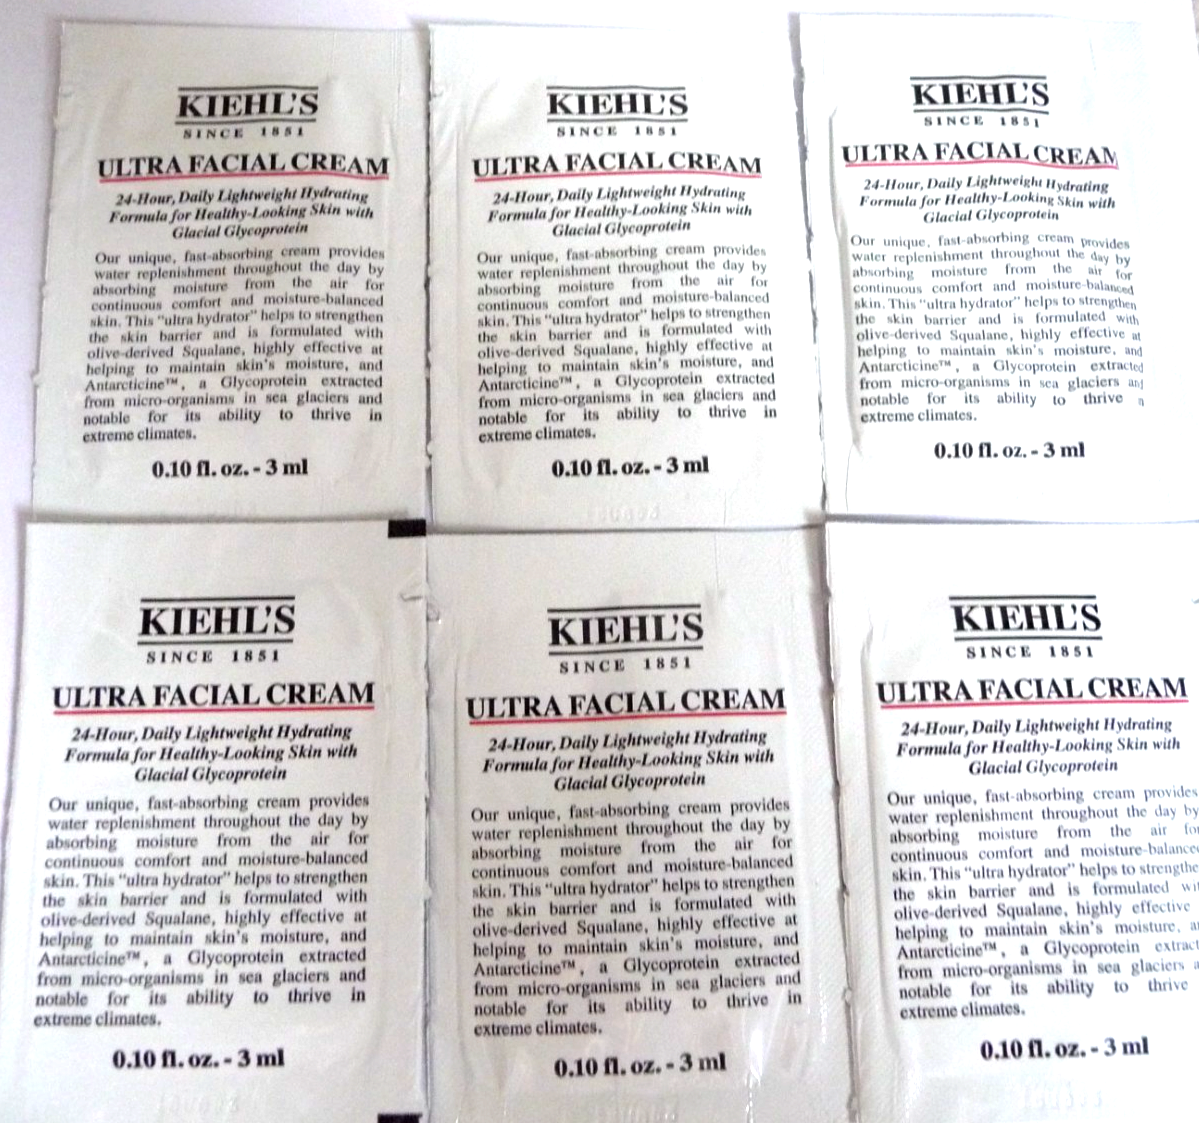 KIEHL'S
SINCE 1851
ULTRA FACIAL CREAM
24-Hour, Daily Lightweight Hydrating
Formula for Healthy-Looking Skin with
Glacial Glycoprotein
Our unique, fast-absorbing cream provides
water replenishment throughout the day by
absorbing moisture from the air for
continuous comfort and moisture-balanced
skin. This "ultra hydrator" helps to strengthen
the skin barrier and is formulated with
olive-derived Squalane, highly effective at
helping to maintain skin's moisture, and
Antarcticine™, a Glycoprotein extracted
from micro-organisms in sea glaciers and
notable for its ability to thrive in
extreme climates.
0.10 fl. oz. - 3 ml
KIEHL'S
SINCE 1851
ULTRA FACIAL CREAM
24-Hour, Daily Lightweight Hydrating
Formula for Healthy-Looking Skin with
Glacial Glycoprotein
Our unique, fast-absorbing cream provides
water replenishment throughout the day by
absorbing moisture from the air for
continuous comfort and moisture-balanced
skin. This "ultra hydrator" helps to strengthen
the skin barrier and is formulated with
olive-derived Squalane, highly effective at
helping to maintain skin's moisture, and
Antarcticine™, a Glycoprotein extracted
from micro-organisms in sea glaciers and
notable for its ability to thrive in
extreme climates.
0.10 fl. oz. - 3 ml
KIEHL'S
SINCE 1851
ULTRA FACIAL CREAM
24-Hour, Daily Lightweight Hydrating
Formula for Healthy-Looking Skin with
Glacial Glycoprotein
Our unique, fast-absorbing cream provides
water replenishment throughout the day by
absorbing moisture from the air for
continuous comfort and moisture-balanced
skin. This "ultra hydrator" helps to strengthen
the skin barrier and is formulated with
olive-derived Squalane, highly effective at
helping to maintain skin's moisture, and
Antarcticine™, a Glycoprotein extracted
from micro-organisms in sea glaciers and
notable for its ability to thrive
extreme climates.
0.10 fl. oz. - 3 ml
KIEHL'S
SINCE 1851
ULTRA FACIAL CREAM
24-Hour, Daily Lightweight Hydrating
Formula for Healthy-Looking Skin with
Glacial Glycoprotein
Our unique, fast-absorbing cream provides
water replenishment throughout the day by
absorbing moisture from the air for
continuous comfort and moisture-balanced
skin. This "ultra hydrator" helps to strengthen
the skin barrier and is formulated with
olive-derived Squalane, highly effective at
helping to maintain skin's moisture, and
Antarcticine™, a Glycoprotein extracted
from micro-organisms in sea glaciers and
notable for its ability to thrive in
extreme climates.
0.10 fl. oz. - 3 ml
KIEHL'S
SINCE 1851
ULTRA FACIAL CREAM
24-Hour, Daily Lightweight Hydrating
Formula for Healthy-Looking Skin with
Glacial Glycoprotein
Our unique, fast-absorbing cream provides
water replenishment throughout the day by
absorbing moisture from the air for
continuous comfort and moisture-balanced
skin. This "ultra hydrator" helps to strengthen
the skin barrier and is formulated with
olive-derived Squalane, highly effective at
helping to maintain skin's moisture, and
Antarcticine™, a Glycoprotein extracted
from micro-organisms in sea glaciers and
notable for its ability to thrive in
extreme climates.
0.10 fl. oz. - 3 ml
KIEHL'S
SINCE 1851
ULTRA FACIAL CREAM
24-Hour, Daily Lightweight Hydrating
Formula for Healthy-Looking Skin with
Glacial Glycoprotein
Our unique, fast-absorbing cream provides
water replenishment throughout the day by
absorbing moisture from the air
continuous comfort and
skin. This "ultra hydrator" helps to
the skin barrier and is formulated
olive-derived Squalane, highly effective
helping to maintain skin's moisture,
Antarcticine™, a Glycoprotein
from micro-organisms in sea glaciers
notable for its ability to thrive
extreme climates.
0.10 fl. oz. - 3 ml